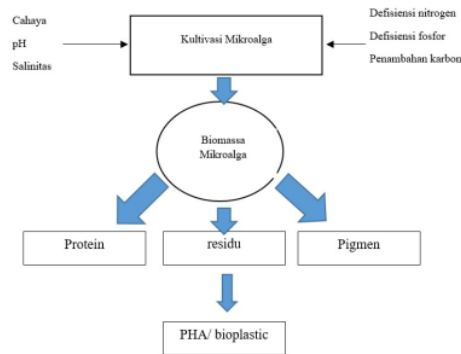 Cahaya
pH
Salinitas
Kultivasi Mikroalga
Defisiensi nitrogen
Defisiensi fosfor
Penambahan karbon
Biomassa
Mikroalga
Protein
residu
Pigmen
PHA/ bioplastic